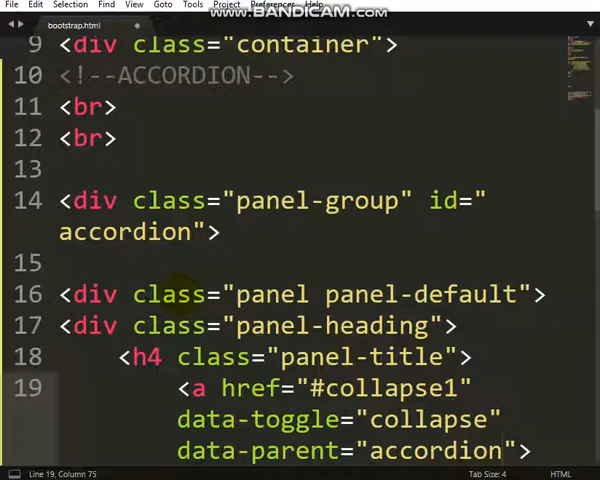 File Edit Selection Find View Goto Tools Project Preferences Help
www.BANDICAM.com
bootstrap.html
9 <div class="container">
10 <!--ACCORDION-->
11 <br>
12 <br>
13
14 <div class="panel-group" id="
accordion">
15
16 <div class="panel panel-default">
17 <div class="panel-heading">
18 <h4 class="panel-title">
19 <a href="#collapse1"
data-toggle="collapse"
data-parent="accordion">
Line 19, Column 75 Tab Size: 4 HTML